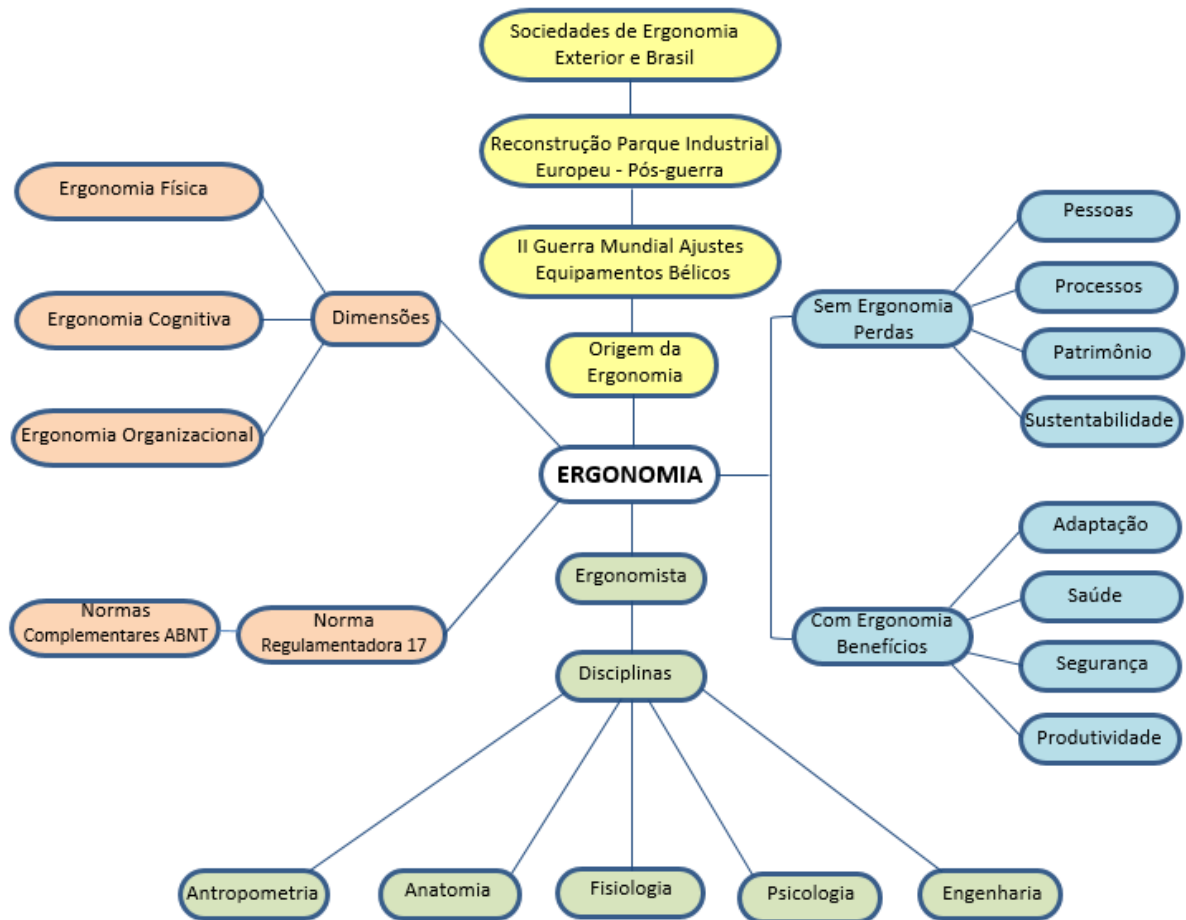 Sociedades de Ergonomia
Exterior e Brasil
Reconstrução Parque Industrial
Europeu - Pós-guerra
II Guerra Mundial Ajustes
Equipamentos Bélicos
Origem da
Ergonomia
ERGONOMIA
Dimensões
Ergonomia Física
Ergonomia Cognitiva
Ergonomia Organizacional
Norma
Regulamentadora 17
Normas
Complementares ABNT
Sem Ergonomia
Perdas
Pessoas
Processos
Patrimônio
Sustentabilidade
Com Ergonomia
Benefícios
Adaptação
Saúde
Segurança
Produtividade
Ergonomista
Disciplinas
Antropometria
Anatomia
Fisiologia
Psicologia
Engenharia